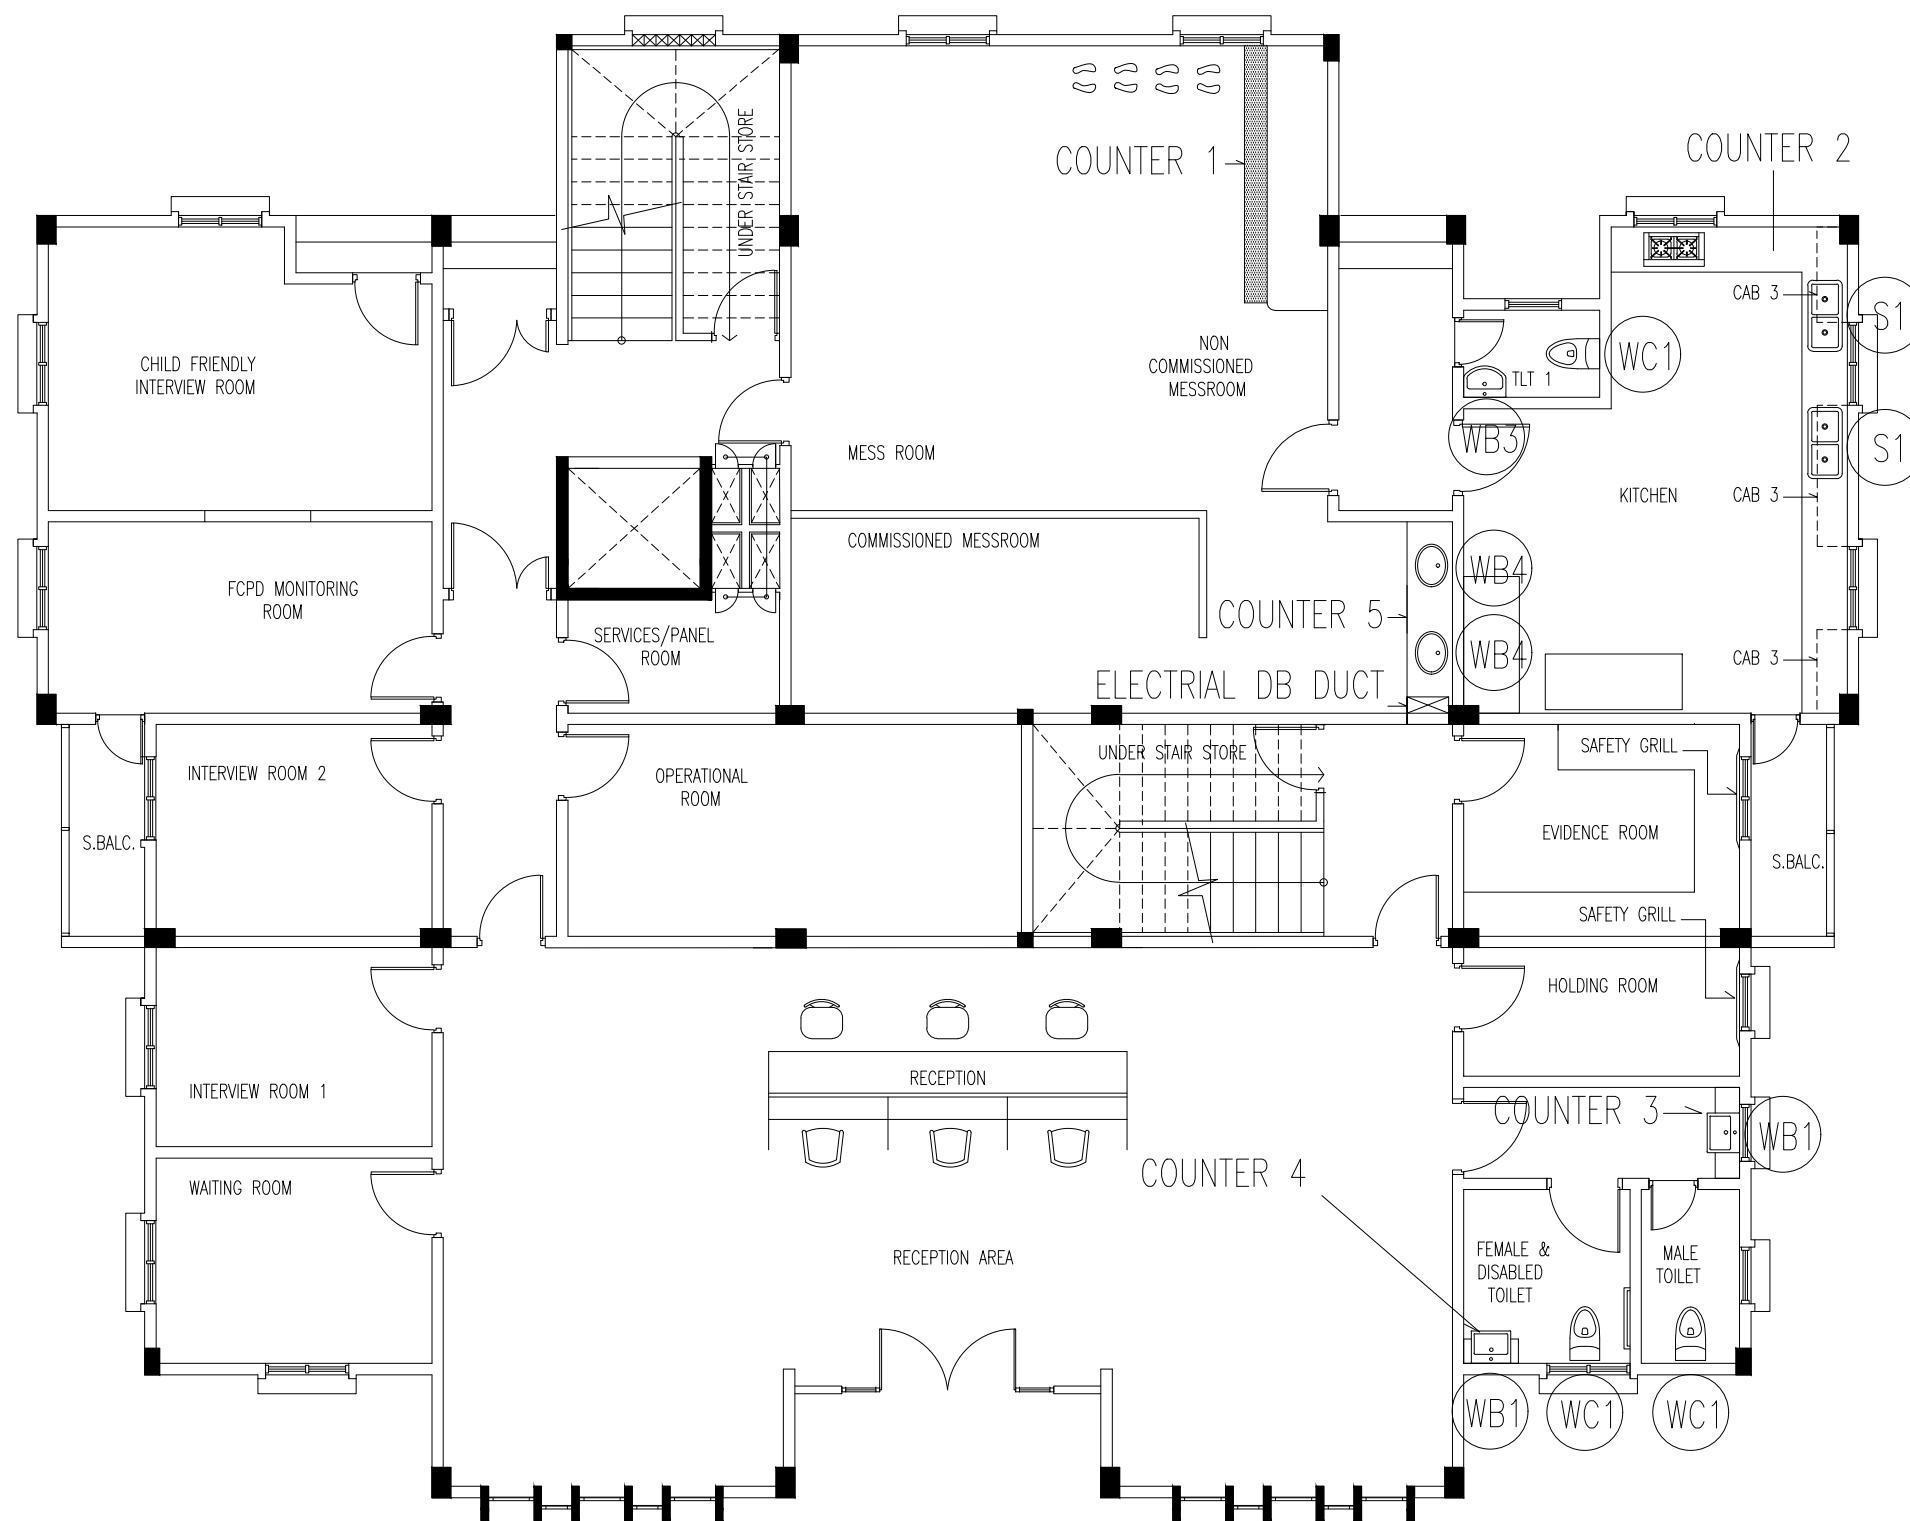 UNDER STAIR STORE
COUNTER 1
COUNTER 2
CAB 3
S1
CHILD FRIENDLY
INTERVIEW ROOM
NON
COMMISSIONED
MESSROOM
TLT 1
WC1
WB3
S1
MESS ROOM
KITCHEN
CAB 3
COMMISSIONED MESSROOM
WB4
FCPD MONITORING
ROOM
COUNTER 5
SERVICES/PANEL
ROOM
WB4
CAB 3
ELECTRIAL DB DUCT
INTERVIEW ROOM 2
OPERATIONAL
ROOM
UNDER STAIR STORE
SAFETY GRILL
S.BALC.
EVIDENCE ROOM
S.BALC.
SAFETY GRILL
HOLDING ROOM
INTERVIEW ROOM 1
RECEPTION
COUNTER 3
WB1
WAITING ROOM
COUNTER 4
RECEPTION AREA
FEMALE &
DISABLED
TOILET
MALE
TOILET
WB1
WC1
WC1